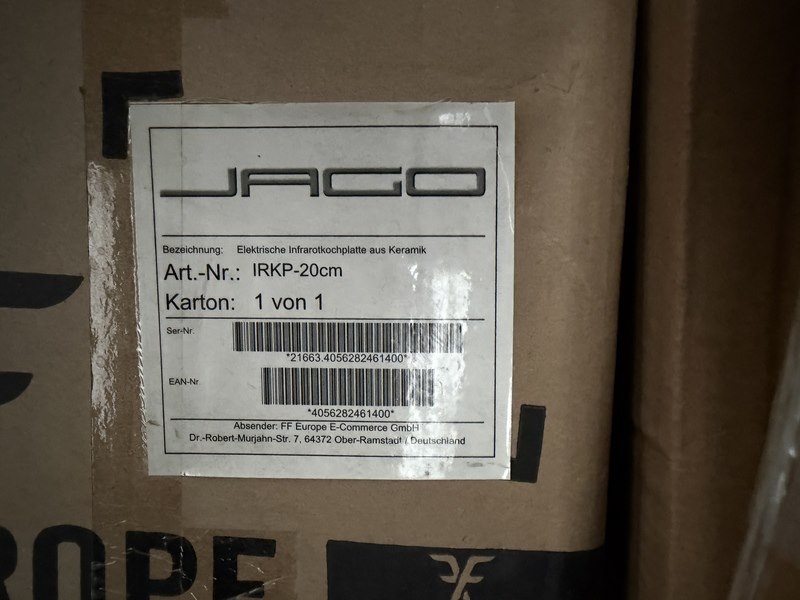 JAGO
Bezeichnung: Elektrische Infrarotkochplatte aus Keramik
Art.-Nr.: IRKP-20cm
Karton: 1 von 1
Ser-Nr.
*21663.4056282461400*
EAN-Nr
*4056282461400*
Absender: FF Europe E-Commerce GmbH
Dr.-Robert-Murjahn-Str. 7, 64372 Ober-Ramstadt / Deutschland
ROPE